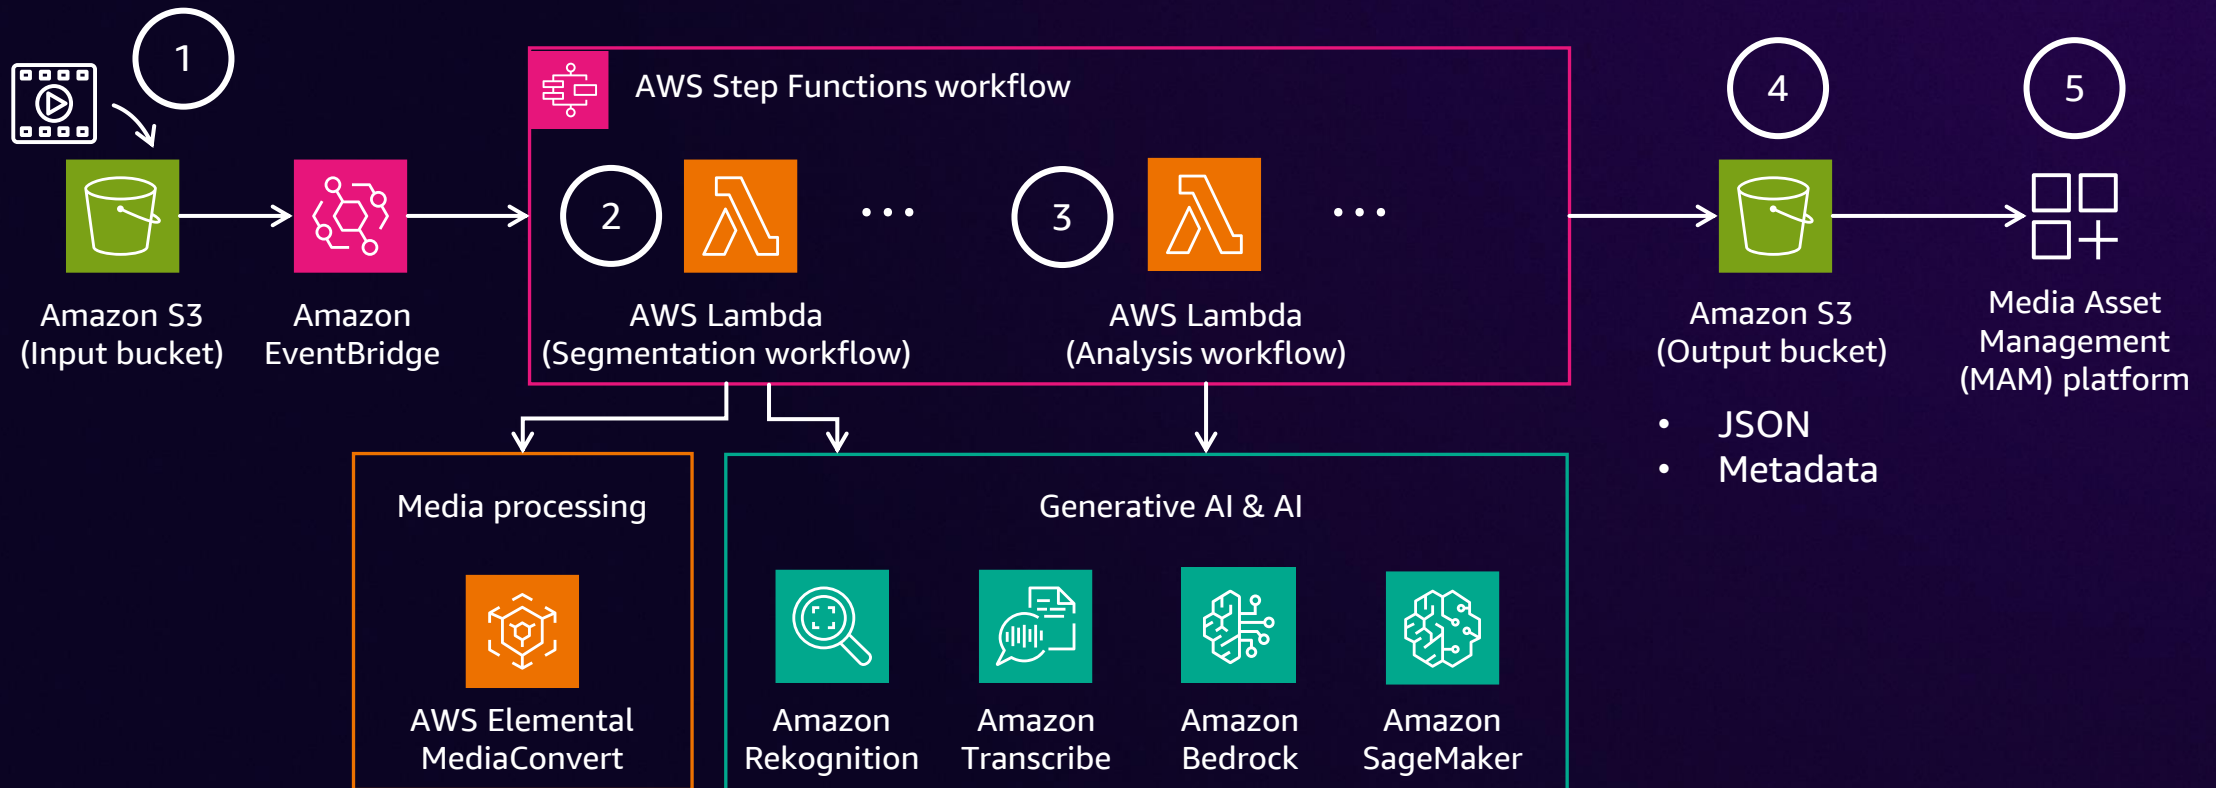 1
AWS Step Functions workflow
4
5
2
...
3
...
Amazon S3
(Input bucket)
Amazon
EventBridge
AWS Lambda
(Segmentation workflow)
AWS Lambda
(Analysis workflow)
Amazon S3
(Output bucket)
Media Asset
Management
(MAM) platform
• JSON
• Metadata
Media processing
Generative AI & AI
AWS Elemental
MediaConvert
Amazon
Rekognition
Amazon
Transcribe
Amazon
Bedrock
Amazon
SageMaker